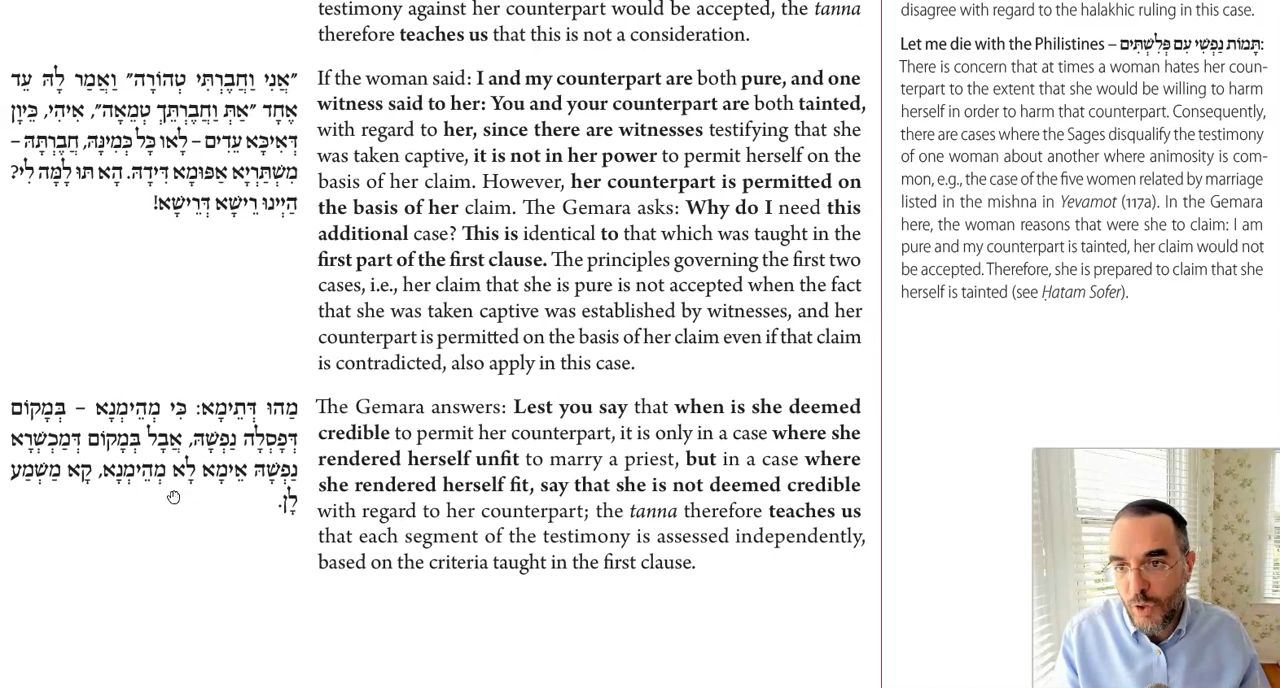 testimony against her counterpart would be accepted, the tanna
therefore teaches us that this is not a consideration.
״אֲנִי וַחֲבֶרְתִּי טְהוֹרָה״ וַאֲמַר לָהּ עֵד
אֶחָד ״אַתְּ וַחֲבֶרְתֵּךְ טְמֵאָה״, אִיהִי, כֵּיוָן
דְּאִיכָּא עֵדִים – לָאו כָּל כְּמִינָּהּ, חֲבֶרְתָּהּ –
מִשְׁתַּרְיָא אַפּוּמָּא דִּידָהּ. הָא תּוּ לָמָּה לִי?
הַיְינוּ רֵישָׁא דְּרֵישָׁא!
If the woman said: I and my counterpart are both pure, and one
witness said to her: You and your counterpart are both tainted,
with regard to her, since there are witnesses testifying that she
was taken captive, it is not in her power to permit herself on the
basis of her claim. However, her counterpart is permitted on
the basis of her claim. The Gemara asks: Why do I need this
additional case? This is identical to that which was taught in the
first part of the first clause. The principles governing the first two
cases, i.e., her claim that she is pure is not accepted when the fact
that she was taken captive was established by witnesses, and her
counterpart is permitted on the basis of her claim even if that claim
is contradicted, also apply in this case.
מַהוּ דְּתֵימָא: כִּי מְהֵימְנָא – בִּמְקוֹם
דְּפָסְלָה נַפְשָׁהּ, אֲבָל בִּמְקוֹם דְּמַכְשְׁרָא
נַפְשָׁהּ אֵימָא לָא מְהֵימְנָא, קָא מַשְׁמַע
לָן.
The Gemara answers: Lest you say that when is she deemed
credible to permit her counterpart, it is only in a case where she
rendered herself unfit to marry a priest, but in a case where
she rendered herself fit, say that she is not deemed credible
with regard to her counterpart; the tanna therefore teaches us
that each segment of the testimony is assessed independently,
based on the criteria taught in the first clause.
disagree with regard to the halakhic ruling in this case.
Let me die with the Philistines – תָּמוֹת נַפְשִׁי עִם פְּלִשְׁתִּים:
There is concern that at times a woman hates her coun-
terpart to the extent that she would be willing to harm
herself in order to harm that counterpart. Consequently,
there are cases where the Sages disqualify the testimony
of one woman about another where animosity is com-
mon, e.g., the case of the five women related by marriage
listed in the mishna in Yevamot (117a). In the Gemara
here, the woman reasons that were she to claim: I am
pure and my counterpart is tainted, her claim would not
be accepted. Therefore, she is prepared to claim that she
herself is tainted (see Ḥatam Sofer).